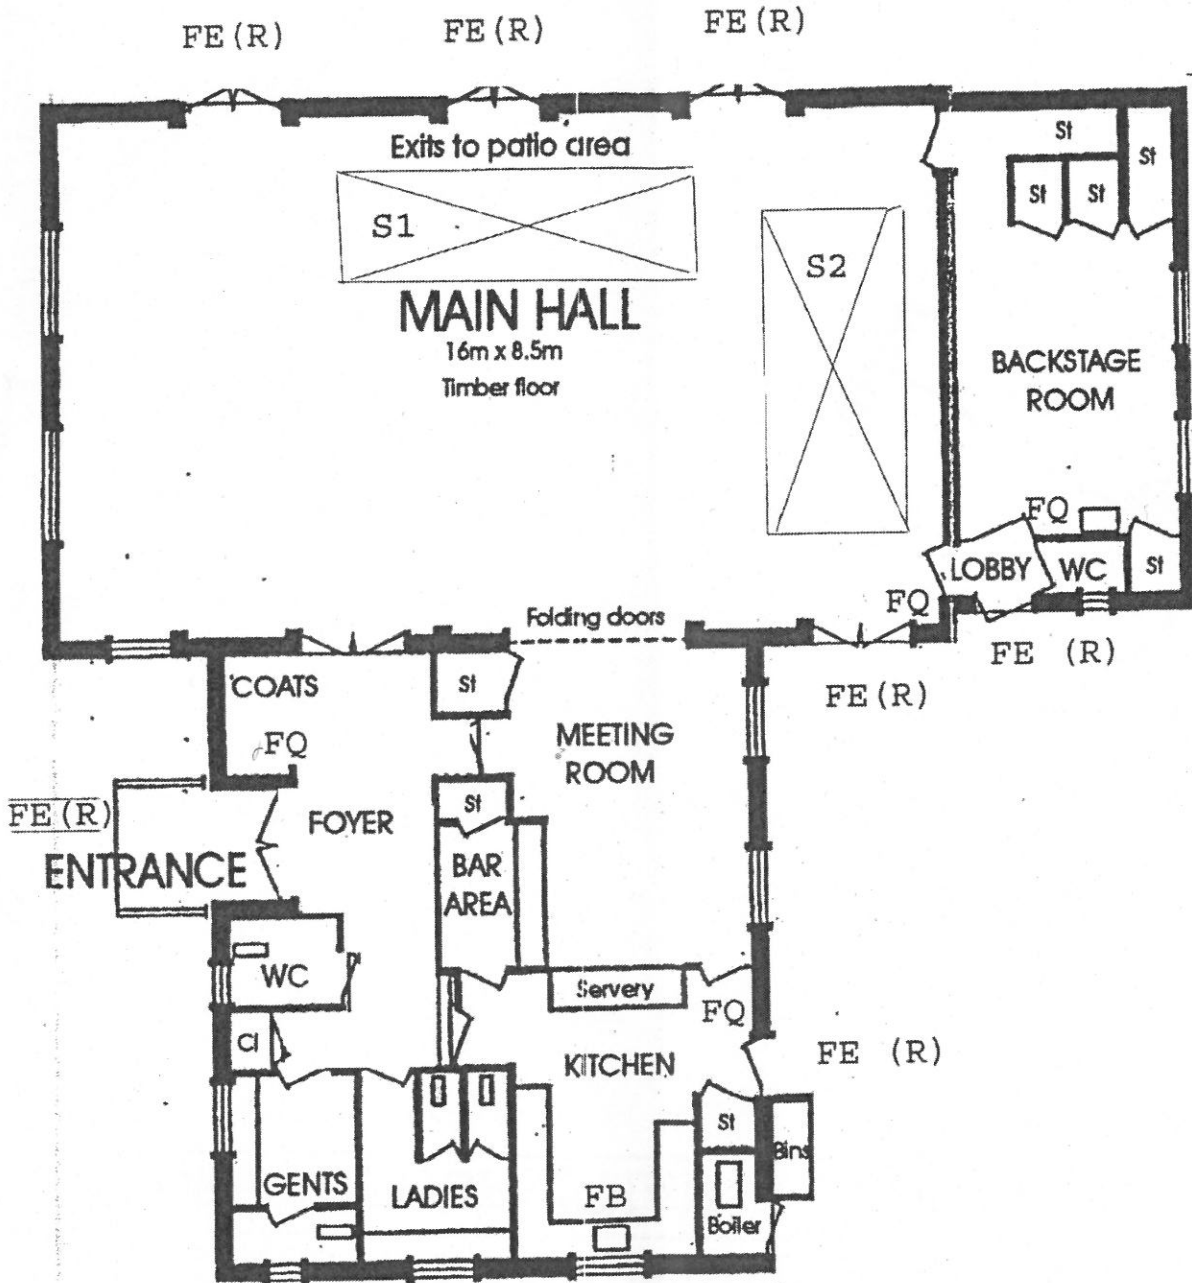 FE(R)
FE(R)
FE(R)
Exits to patio area
St
St
St
St
S1
S2
MAIN HALL
16m x 8.5m
Timber floor
BACKSTAGE
ROOM
FQ
LOBBY
WC
St
FQ
Folding doors
FE (R)
FE(R)
COATS
St
FQ
MEETING
ROOM
FE(R)
ENTRANCE
FOYER
St
BAR
AREA
WC
Servery
FQ
Cl
KITCHEN
FE (R)
St
Bins
GENTS
LADIES
FB
Boiler